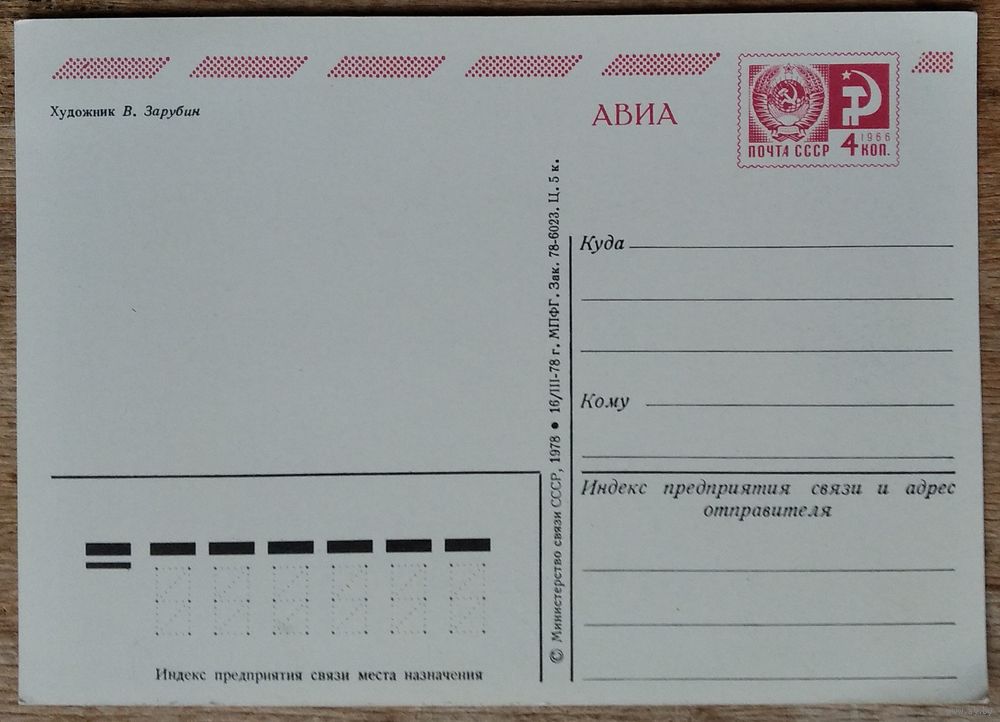 Художник В. Зарубин
АВИА
ПОЧТА СССР
1966
4 КОП.
© Министерство связи СССР, 1978 ● 16/III-78 г. МПФГ. Зак. 78-6023. Ц. 5 к.
Куда
Кому
Индекс предприятия связи и адрес
отправителя
Индекс предприятия связи места назначения